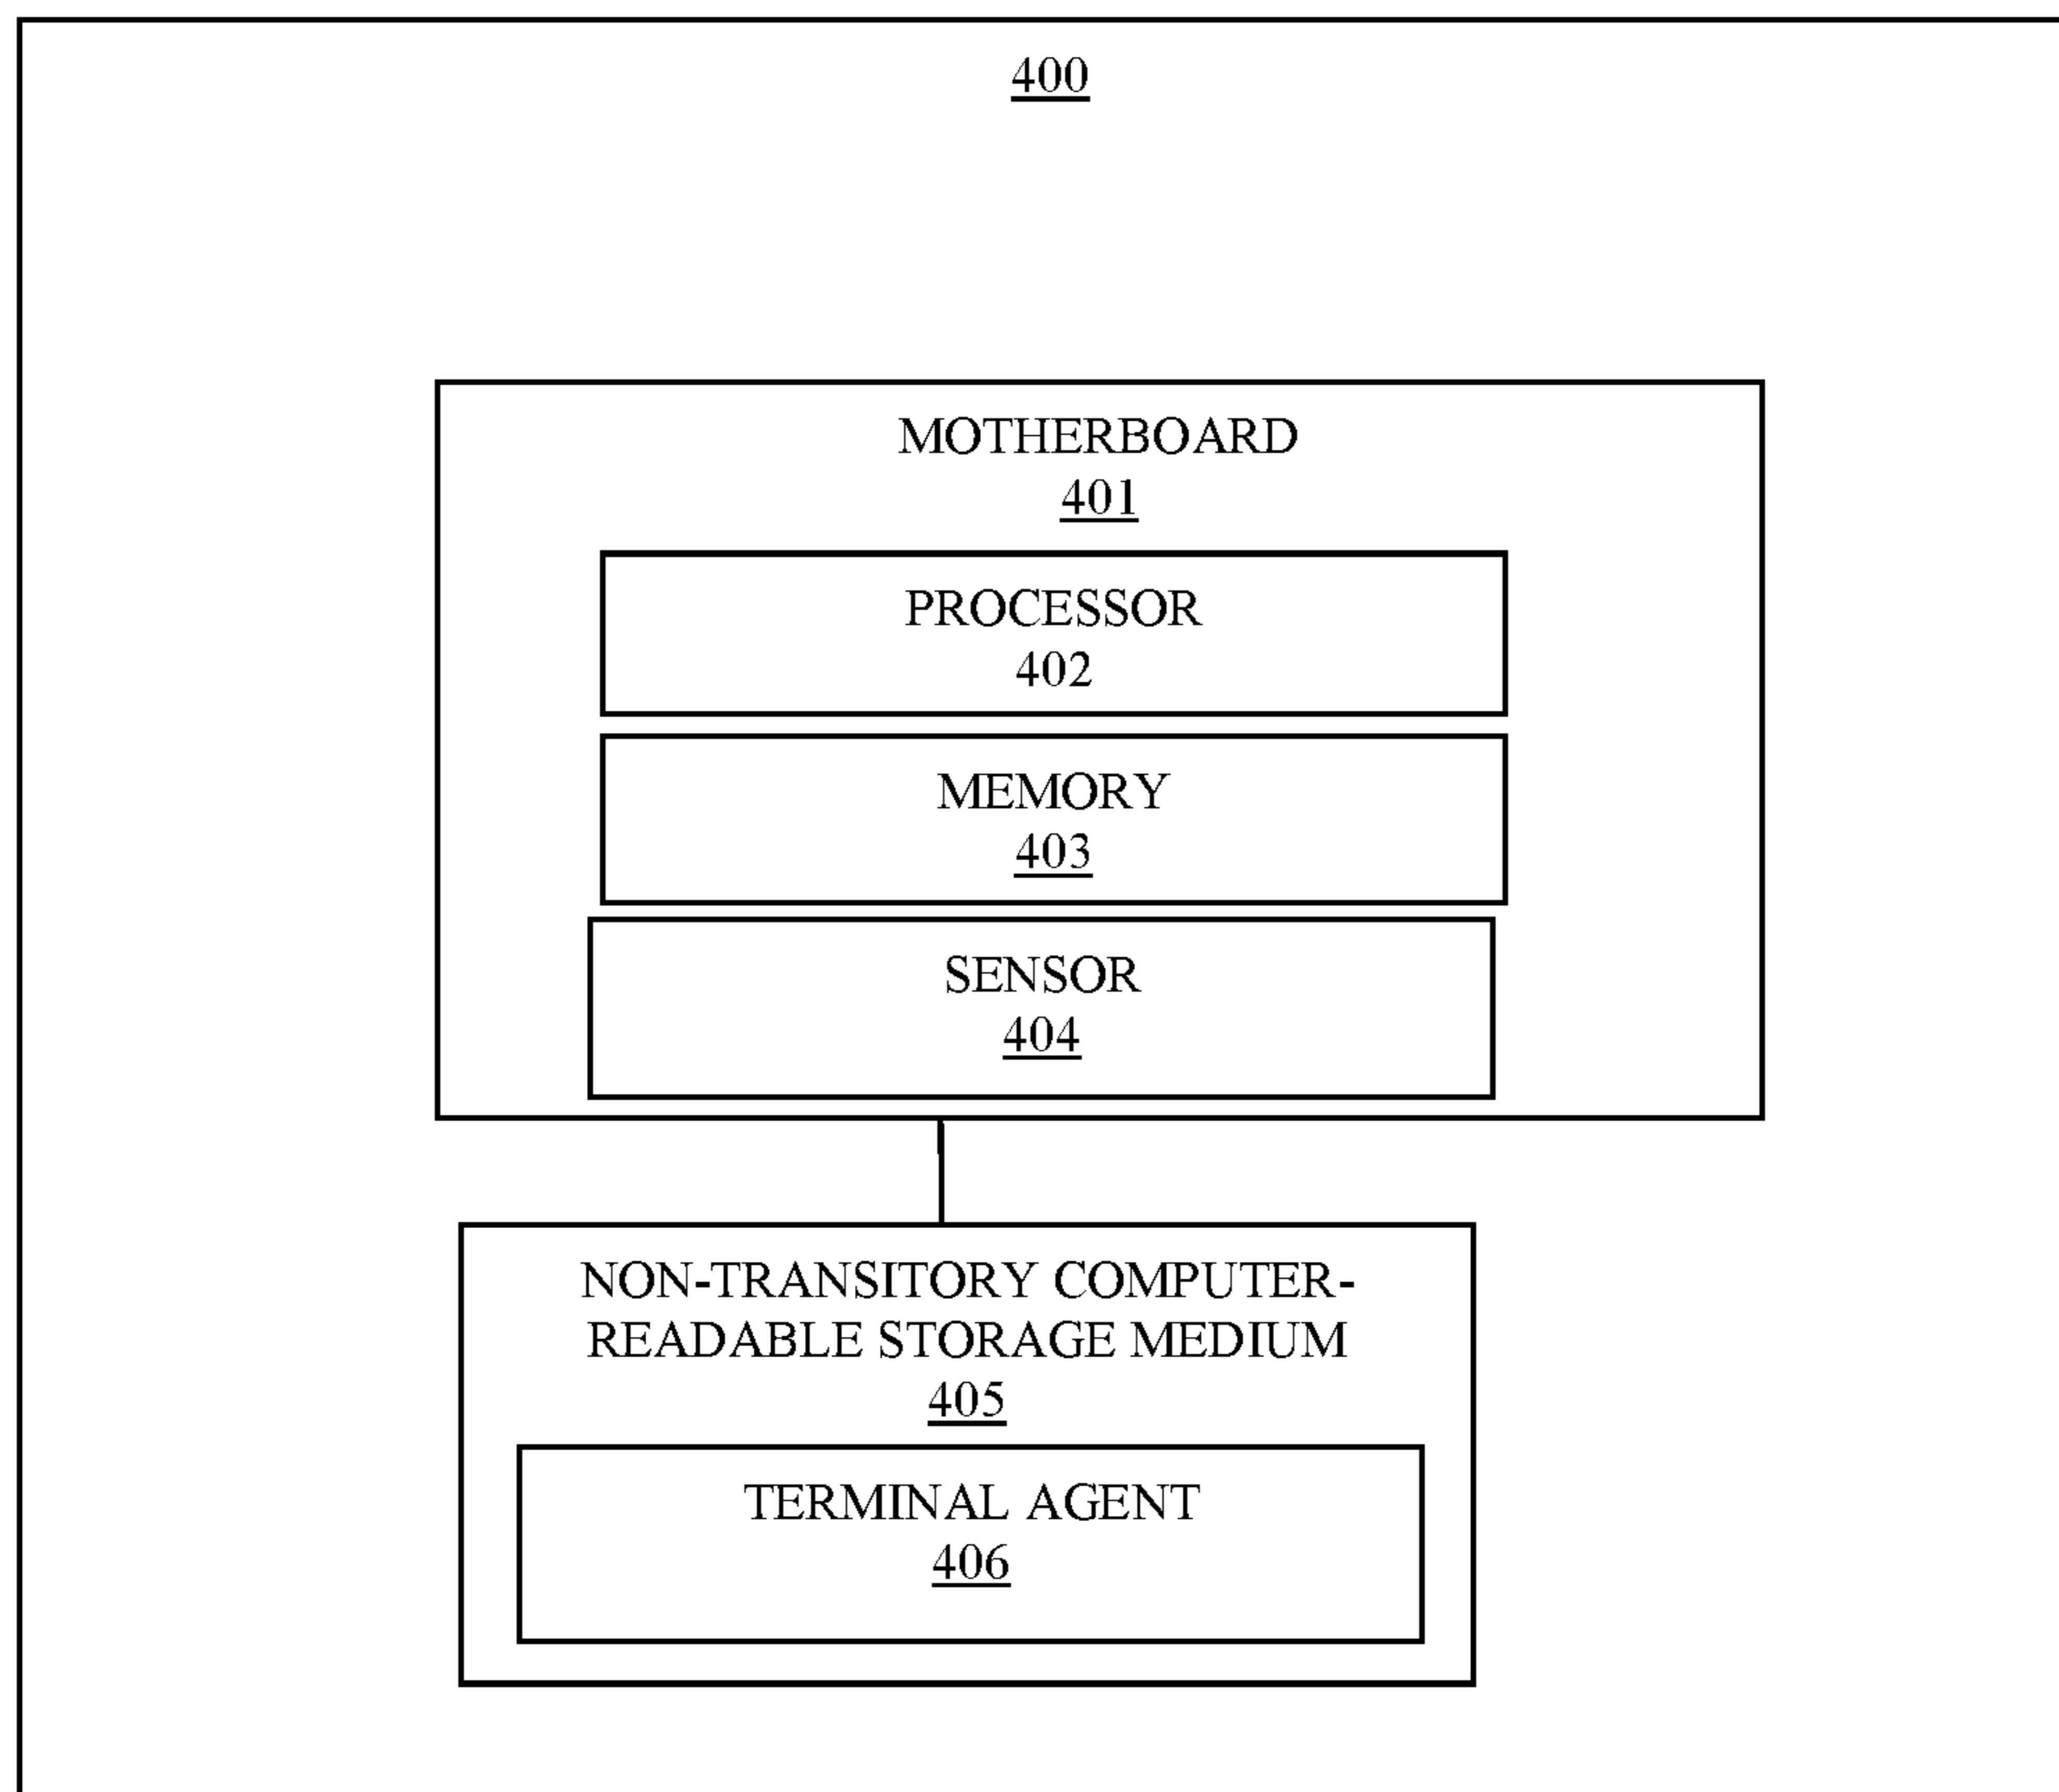 400
MOTHERBOARD
401
PROCESSOR
402
MEMORY
403
SENSOR
404
NON-TRANSITORY COMPUTER-
READABLE STORAGE MEDIUM
405
TERMINAL AGENT
406